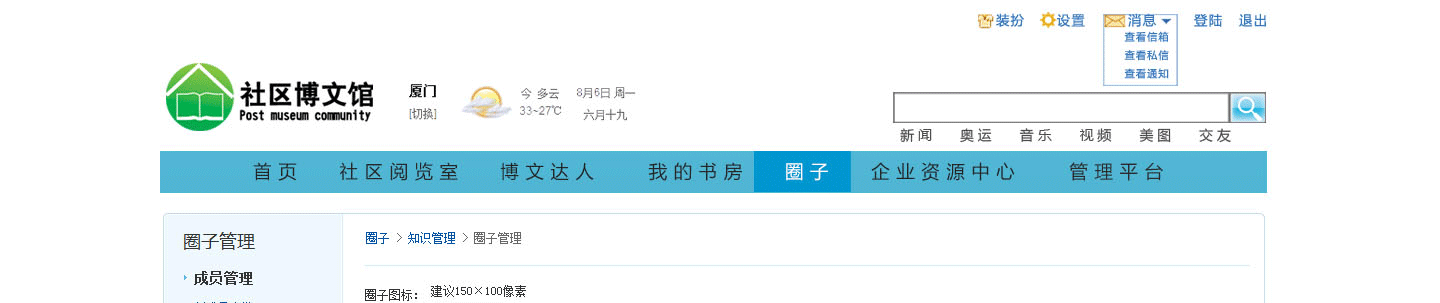 装扮 设置 消息 登陆 退出
查看信箱
查看私信
查看通知
社区博文馆
Post museum community
厦门
[切换]
今 多云
33~27℃
8月6日 周一
六月十九
新闻 奥运 音乐 视频 美图 交友
首页 社区阅览室 博文达人 我的书房 圈子 企业资源中心 管理平台
圈子管理
成员管理
圈子 > 知识管理 > 圈子管理
圈子图标： 建议150×100像素